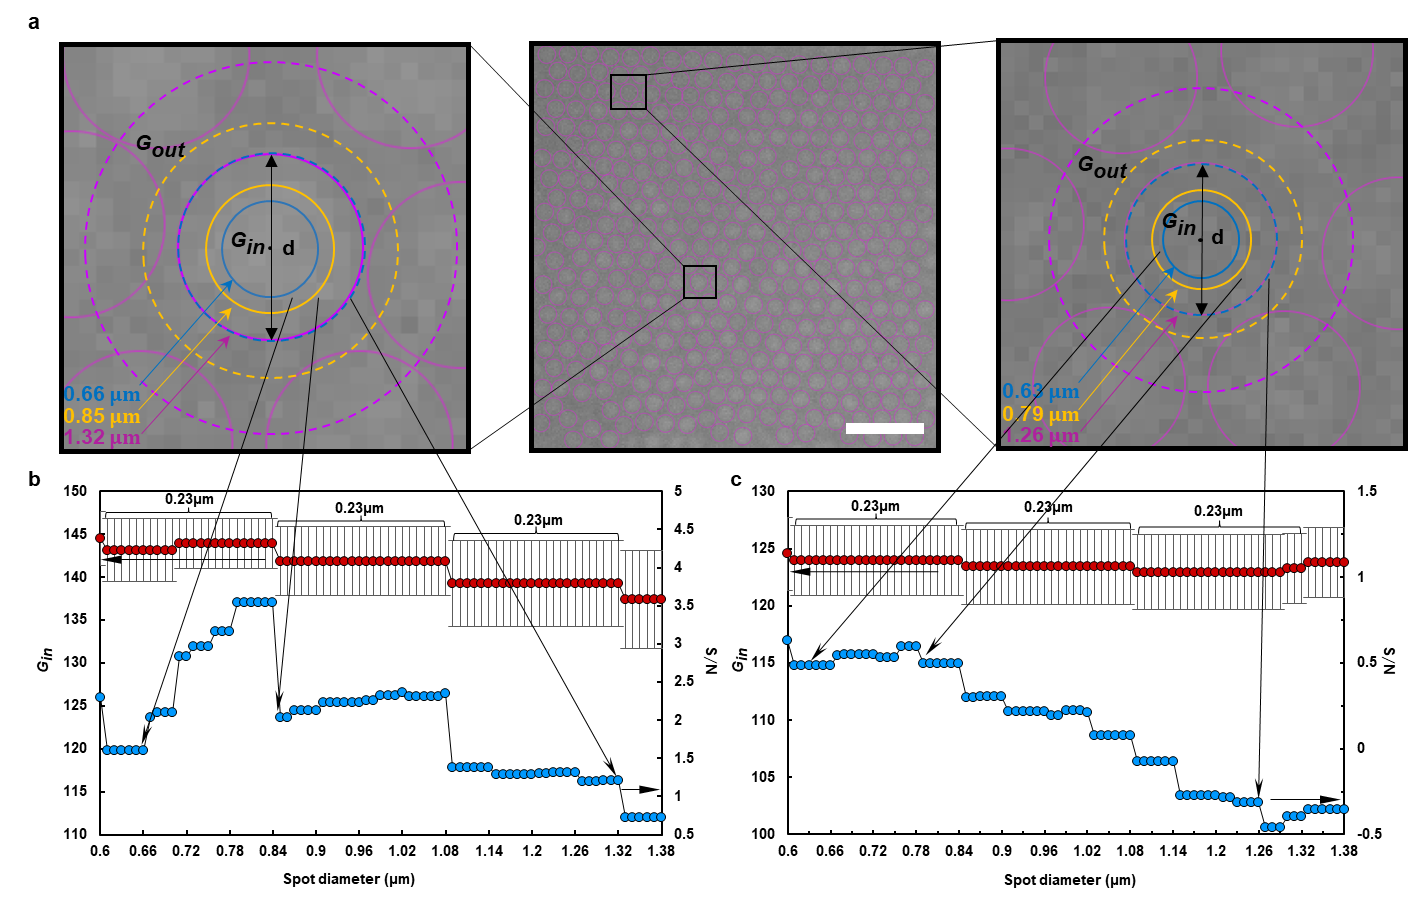 a
G out
G in
d
0.66 µm
0.85 µm
1.32 µm
G out
G in
d
0.63 µm
0.79 µm
1.26 µm
b
150
145
140
135
130
125
120
115
110
G in
0.23µm
0.23µm
0.23µm
5
4.5
4
3.5
3
2.5
2
1.5
1
0.5
N/S
0.6 0.66 0.72 0.78 0.84 0.9 0.96 1.02 1.08 1.14 1.2 1.26 1.32 1.38
Spot diameter (µm)
c
130
125
120
115
110
105
100
G in
0.23µm
0.23µm
0.23µm
1.5
1
0.5
0
-0.5
N/S
0.6 0.66 0.72 0.78 0.84 0.9 0.96 1.02 1.08 1.14 1.2 1.26 1.32 1.38
Spot diameter (µm)